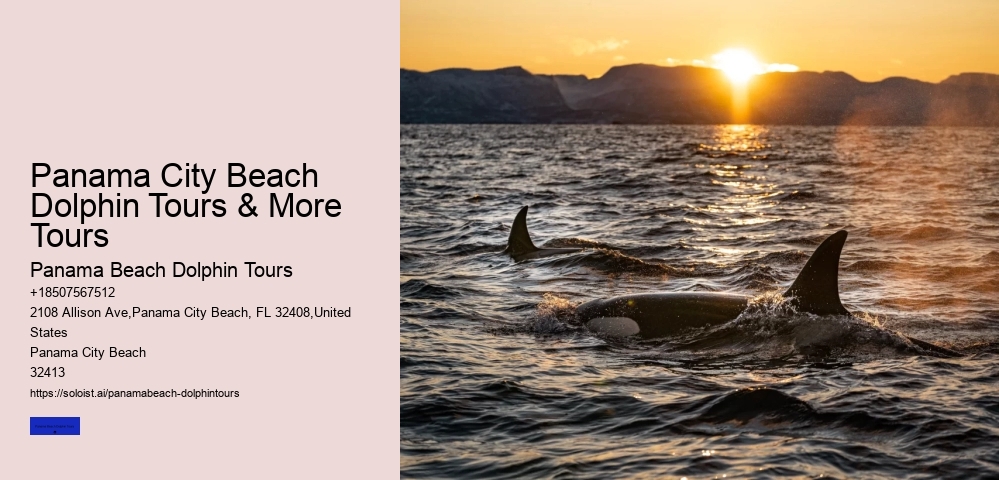 Panama City Beach
Dolphin Tours & More
Tours
Panama Beach Dolphin Tours
+18507567512
2108 Allison Ave,Panama City Beach, FL 32408,United
States
Panama City Beach
32413
https://soloist.ai/panamabeach-dolphintours